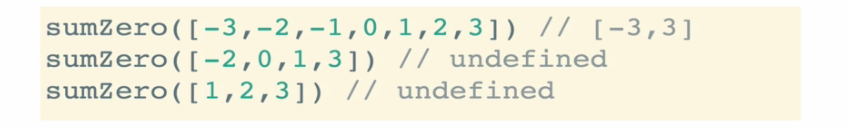 sumZero([-3,-2,-1,0,1,2,3]) // [-3,3]
sumZero([-2,0,1,3]) // undefined
sumZero([1,2,3]) // undefined